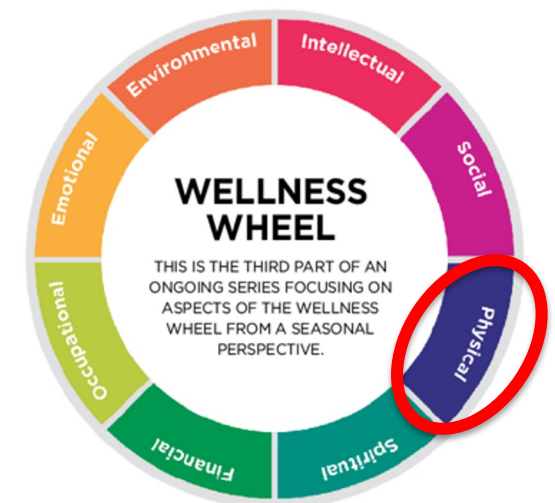 Environmental
Intellectual
Social
Physical
Spiritual
Financial
Occupational
Emotional
WELLNESS
WHEEL
THIS IS THE THIRD PART OF AN
ONGOING SERIES FOCUSING ON
ASPECTS OF THE WELLNESS
WHEEL FROM A SEASONAL
PERSPECTIVE.